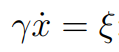 γẋ = ξ